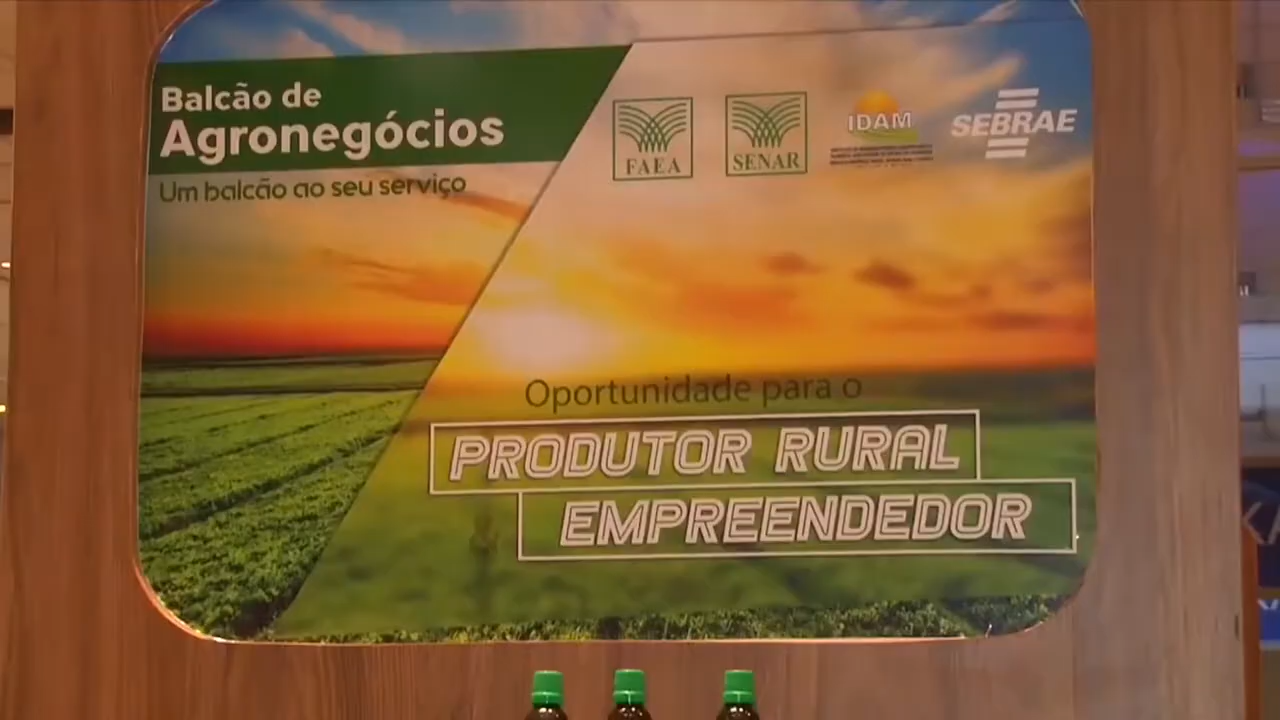 Balcão de
Agronegócios
Um balcão ao seu serviço
FAEA
SENAR
IDAM
SEBRAE
Oportunidade para o
PRODUTOR RURAL
EMPREENDEDOR